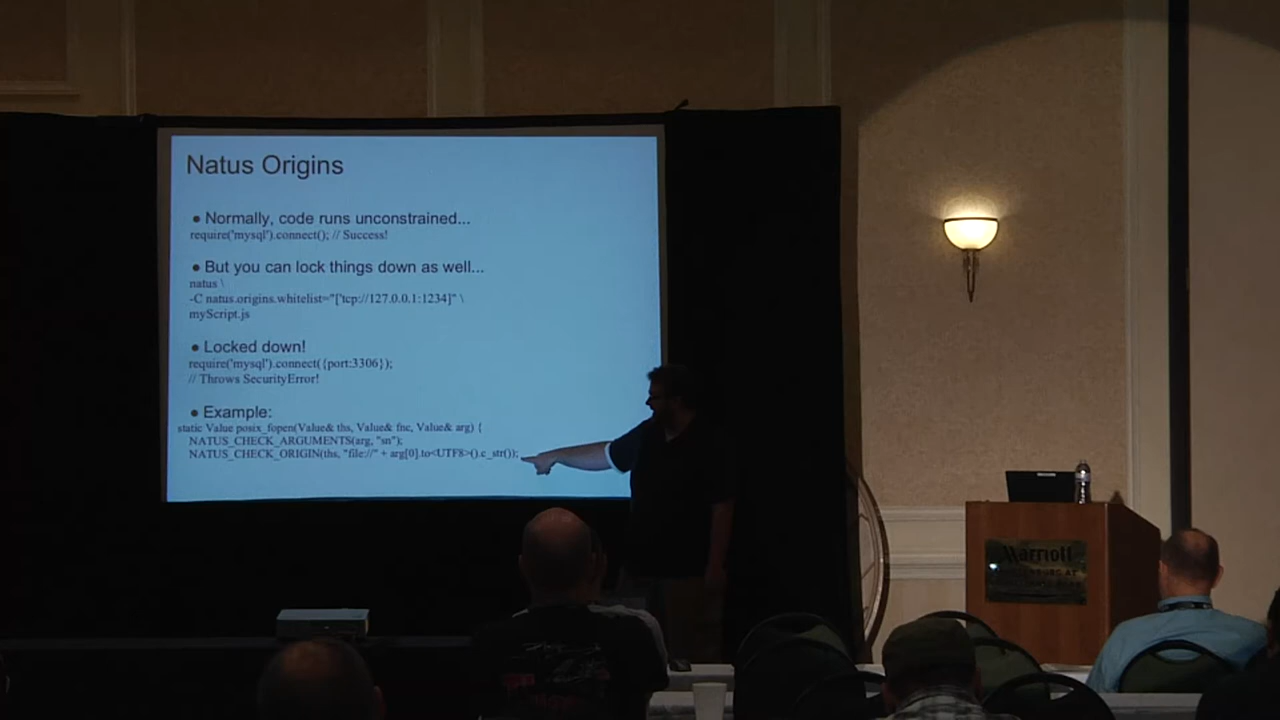 Natus Origins
● Normally, code runs unconstrained...
require('mysql').connect(); // Success!
● But you can lock things down as well...
natus \
-C natus.origins.whitelist="['tcp://127.0.0.1:1234]" \
myScript.js
● Locked down!
require('mysql').connect({port:3306});
// Throws SecurityError!
● Example:
static Value posix_fopen(Value& ths, Value& fnc, Value& arg) {
NATUS_CHECK_ARGUMENTS(arg, "sn");
NATUS_CHECK_ORIGIN(ths, "file://" + arg[0].to<UTF8>().c_str());
Marriott